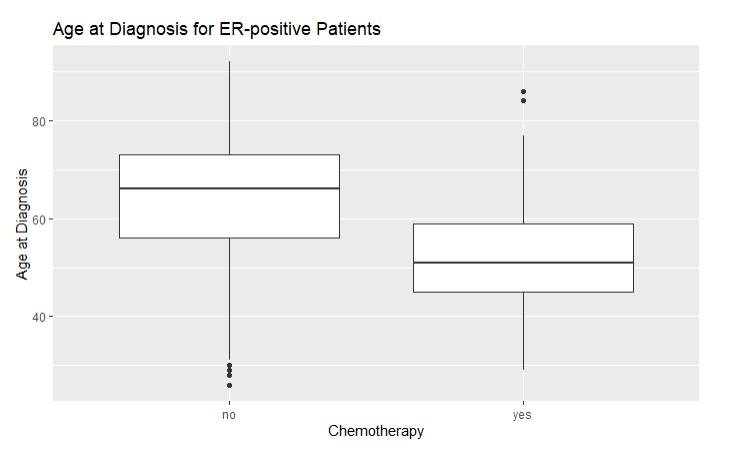 Age at Diagnosis for ER-positive Patients
Age at Diagnosis
80
60
40
no
yes
Chemotherapy